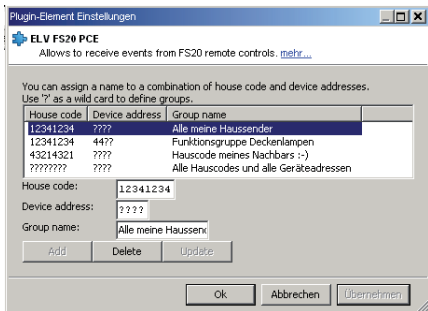 Plugin-Element Einstellungen
ELV FS20 PCE
Allows to receive events from FS20 remote controls. mehr...
You can assign a name to a combination of house code and device addresses.
Use '?' as a wild card to define groups.
House code Device address Group name
12341234 ???? Alle meine Haussender
12341234 44?? Funktionsgruppe Deckenlampen
43214321 ???? Hauscode meines Nachbars :-)
???????? ???? Alle Hauscodes und alle Geräteadressen
House code: 12341234
Device address: ????
Group name: Alle meine Haussend
Add Delete Update
Ok Abbrechen Übernehmen